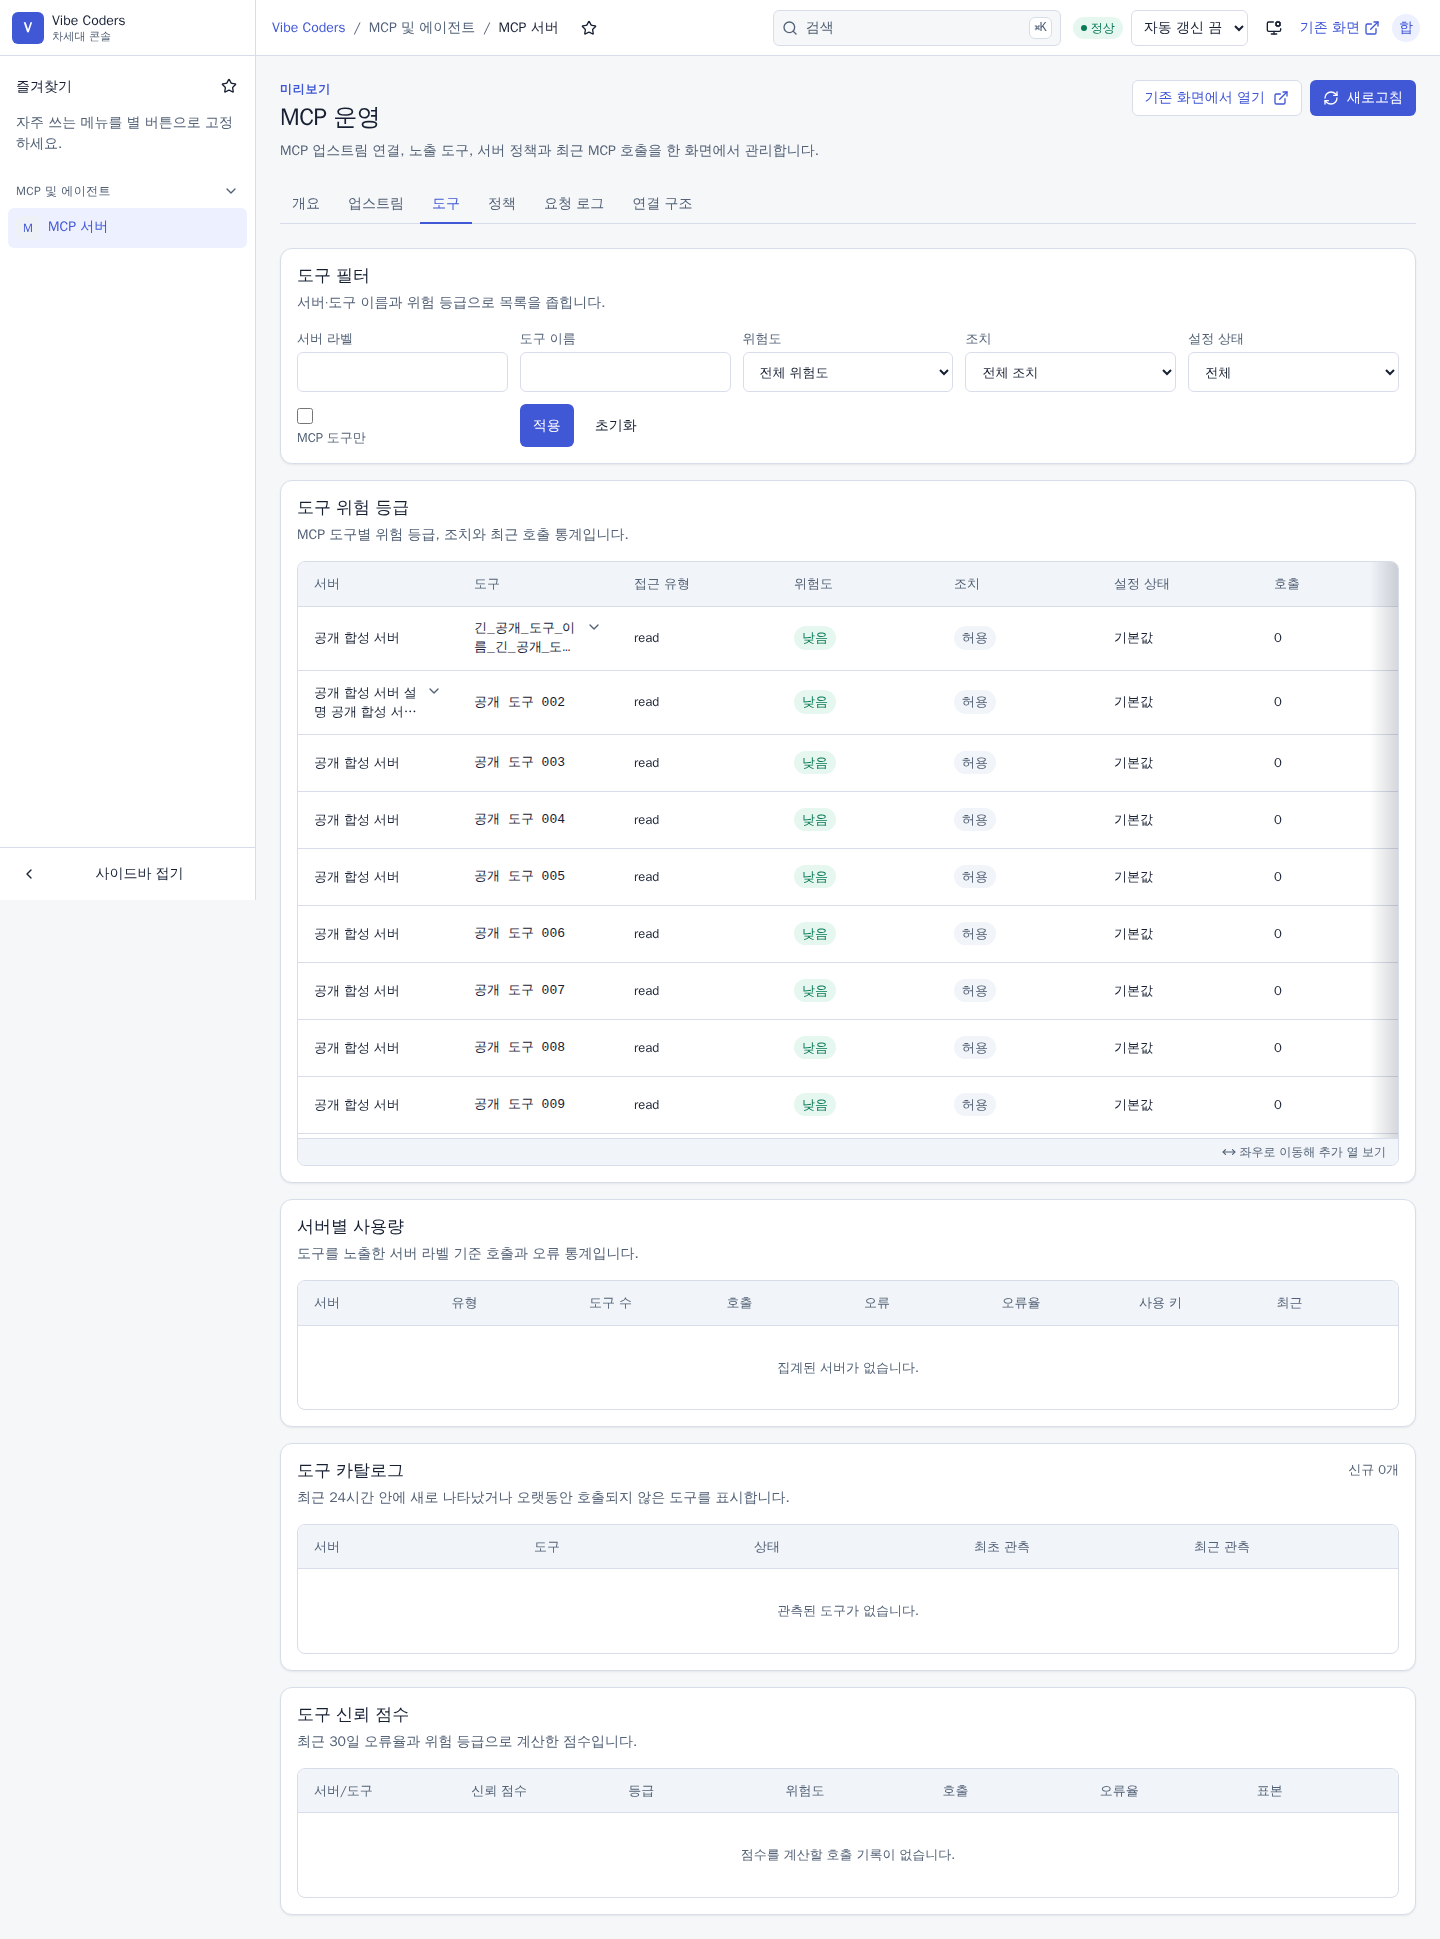 V
Vibe Coders
차세대 콘솔
Vibe Coders / MCP 및 에이전트 / MCP 서버
검색
⌘K
정상
자동 갱신 끔
기존 화면
합
즐겨찾기
자주 쓰는 메뉴를 별 버튼으로 고정
하세요.
MCP 및 에이전트
M MCP 서버
사이드바 접기
미리보기
MCP 운영
MCP 업스트림 연결, 노출 도구, 서버 정책과 최근 MCP 호출을 한 화면에서 관리합니다.
기존 화면에서 열기
새로고침
개요 업스트림 도구 정책 요청 로그 연결 구조
도구 필터
서버·도구 이름과 위험 등급으로 목록을 좁힙니다.
서버 라벨 도구 이름 위험도 조치 설정 상태
전체 위험도 전체 조치 전체
MCP 도구만
적용 초기화
도구 위험 등급
MCP 도구별 위험 등급, 조치와 최근 호출 통계입니다.
서버 도구 접근 유형 위험도 조치 설정 상태 호출
공개 합성 서버 긴_공개_도구_이
름_긴_공개_도… read 낮음 허용 기본값 0
공개 합성 서버 설
명 공개 합성 서… 공개 도구 002 read 낮음 허용 기본값 0
공개 합성 서버 공개 도구 003 read 낮음 허용 기본값 0
공개 합성 서버 공개 도구 004 read 낮음 허용 기본값 0
공개 합성 서버 공개 도구 005 read 낮음 허용 기본값 0
공개 합성 서버 공개 도구 006 read 낮음 허용 기본값 0
공개 합성 서버 공개 도구 007 read 낮음 허용 기본값 0
공개 합성 서버 공개 도구 008 read 낮음 허용 기본값 0
공개 합성 서버 공개 도구 009 read 낮음 허용 기본값 0
↔ 좌우로 이동해 추가 열 보기
서버별 사용량
도구를 노출한 서버 라벨 기준 호출과 오류 통계입니다.
서버 유형 도구 수 호출 오류 오류율 사용 키 최근
집계된 서버가 없습니다.
도구 카탈로그
신규 0개
최근 24시간 안에 새로 나타났거나 오랫동안 호출되지 않은 도구를 표시합니다.
서버 도구 상태 최초 관측 최근 관측
관측된 도구가 없습니다.
도구 신뢰 점수
최근 30일 오류율과 위험 등급으로 계산한 점수입니다.
서버/도구 신뢰 점수 등급 위험도 호출 오류율 표본
점수를 계산할 호출 기록이 없습니다.